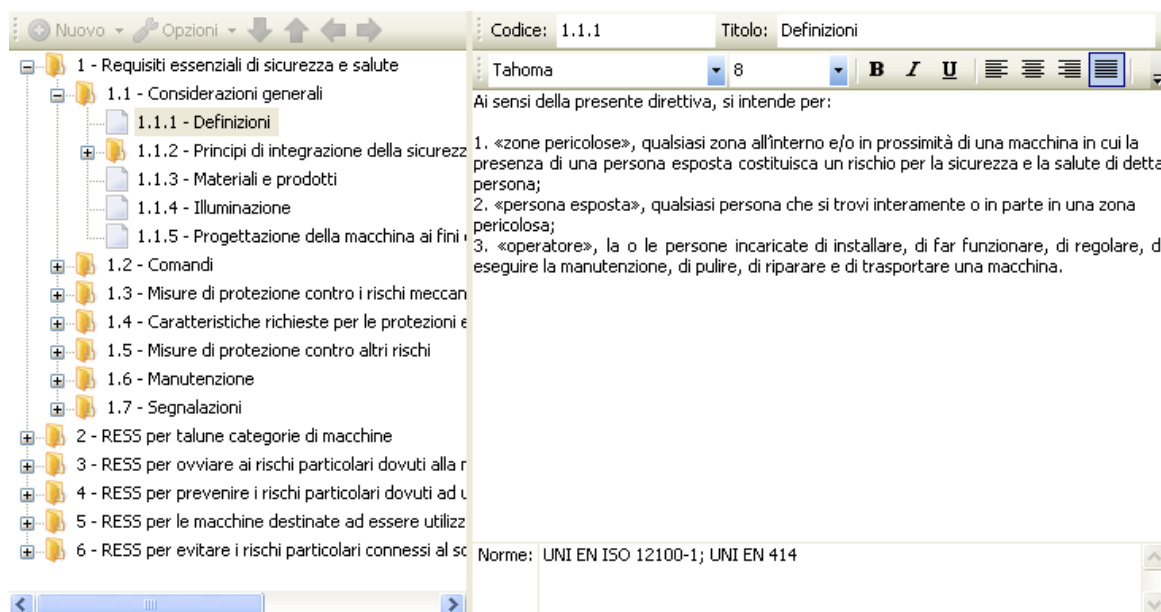 Nuovo Opzioni
1 - Requisiti essenziali di sicurezza e salute
1.1 - Considerazioni generali
1.1.1 - Definizioni
1.1.2 - Principi di integrazione della sicurezz
1.1.3 - Materiali e prodotti
1.1.4 - Illuminazione
1.1.5 - Progettazione della macchina ai fini
1.2 - Comandi
1.3 - Misure di protezione contro i rischi meccan
1.4 - Caratteristiche richieste per le protezioni e
1.5 - Misure di protezione contro altri rischi
1.6 - Manutenzione
1.7 - Segnalazioni
2 - RESS per talune categorie di macchine
3 - RESS per ovviare ai rischi particolari dovuti alla
4 - RESS per prevenire i rischi particolari dovuti ad
5 - RESS per le macchine destinate ad essere utilizz
6 - RESS per evitare i rischi particolari connessi al
Codice: 1.1.1 Titolo: Definizioni
Tahoma 8 B I U
Ai sensi della presente direttiva, si intende per:
1. «zone pericolose», qualsiasi zona all'interno e/o in prossimità di una macchina in cui la
presenza di una persona esposta costituisca un rischio per la sicurezza e la salute di detta
persona;
2. «persona esposta», qualsiasi persona che si trovi interamente o in parte in una zona
pericolosa;
3. «operatore», la o le persone incaricate di installare, di far funzionare, di regolare, d
eseguire la manutenzione, di pulire, di riparare e di trasportare una macchina.
Norme: UNI EN ISO 12100-1; UNI EN 414